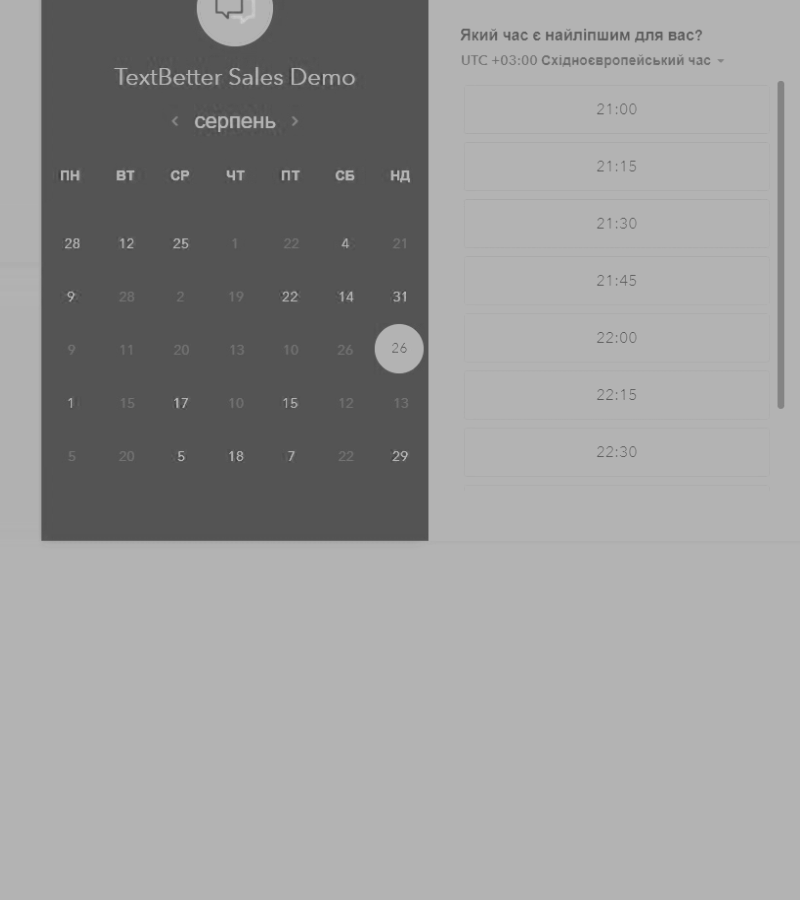 TextBetter Sales Demo
серпень
ПН ВТ СР ЧТ ПТ СБ НД
28 12 25 1 22 4 21
9 28 2 19 22 14 31
9 11 20 13 10 26 26
1 15 17 10 15 12 13
5 20 5 18 7 22 29
Який час є найліпшим для вас?
UTC +03:00 Східноєвропейський час
21:00
21:15
21:30
21:45
22:00
22:15
22:30